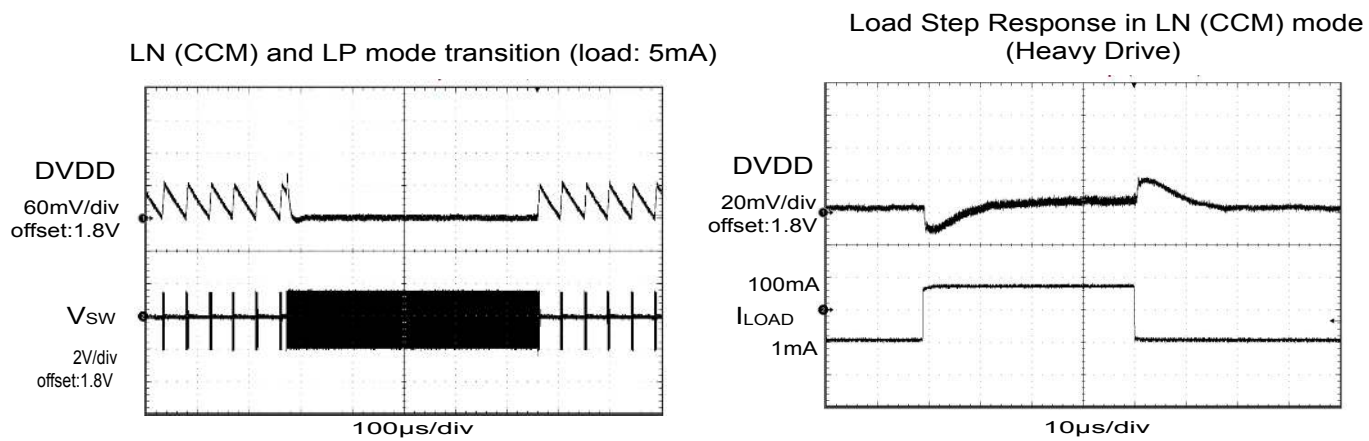 LN (CCM) and LP mode transition (load: 5mA)
DVDD
60mV/div
offset:1.8V
VSW
2V/div
offset:1.8V
100µs/div
Load Step Response in LN (CCM) mode
(Heavy Drive)
DVDD
20mV/div
offset:1.8V
100mA
ILOAD
1mA
10µs/div